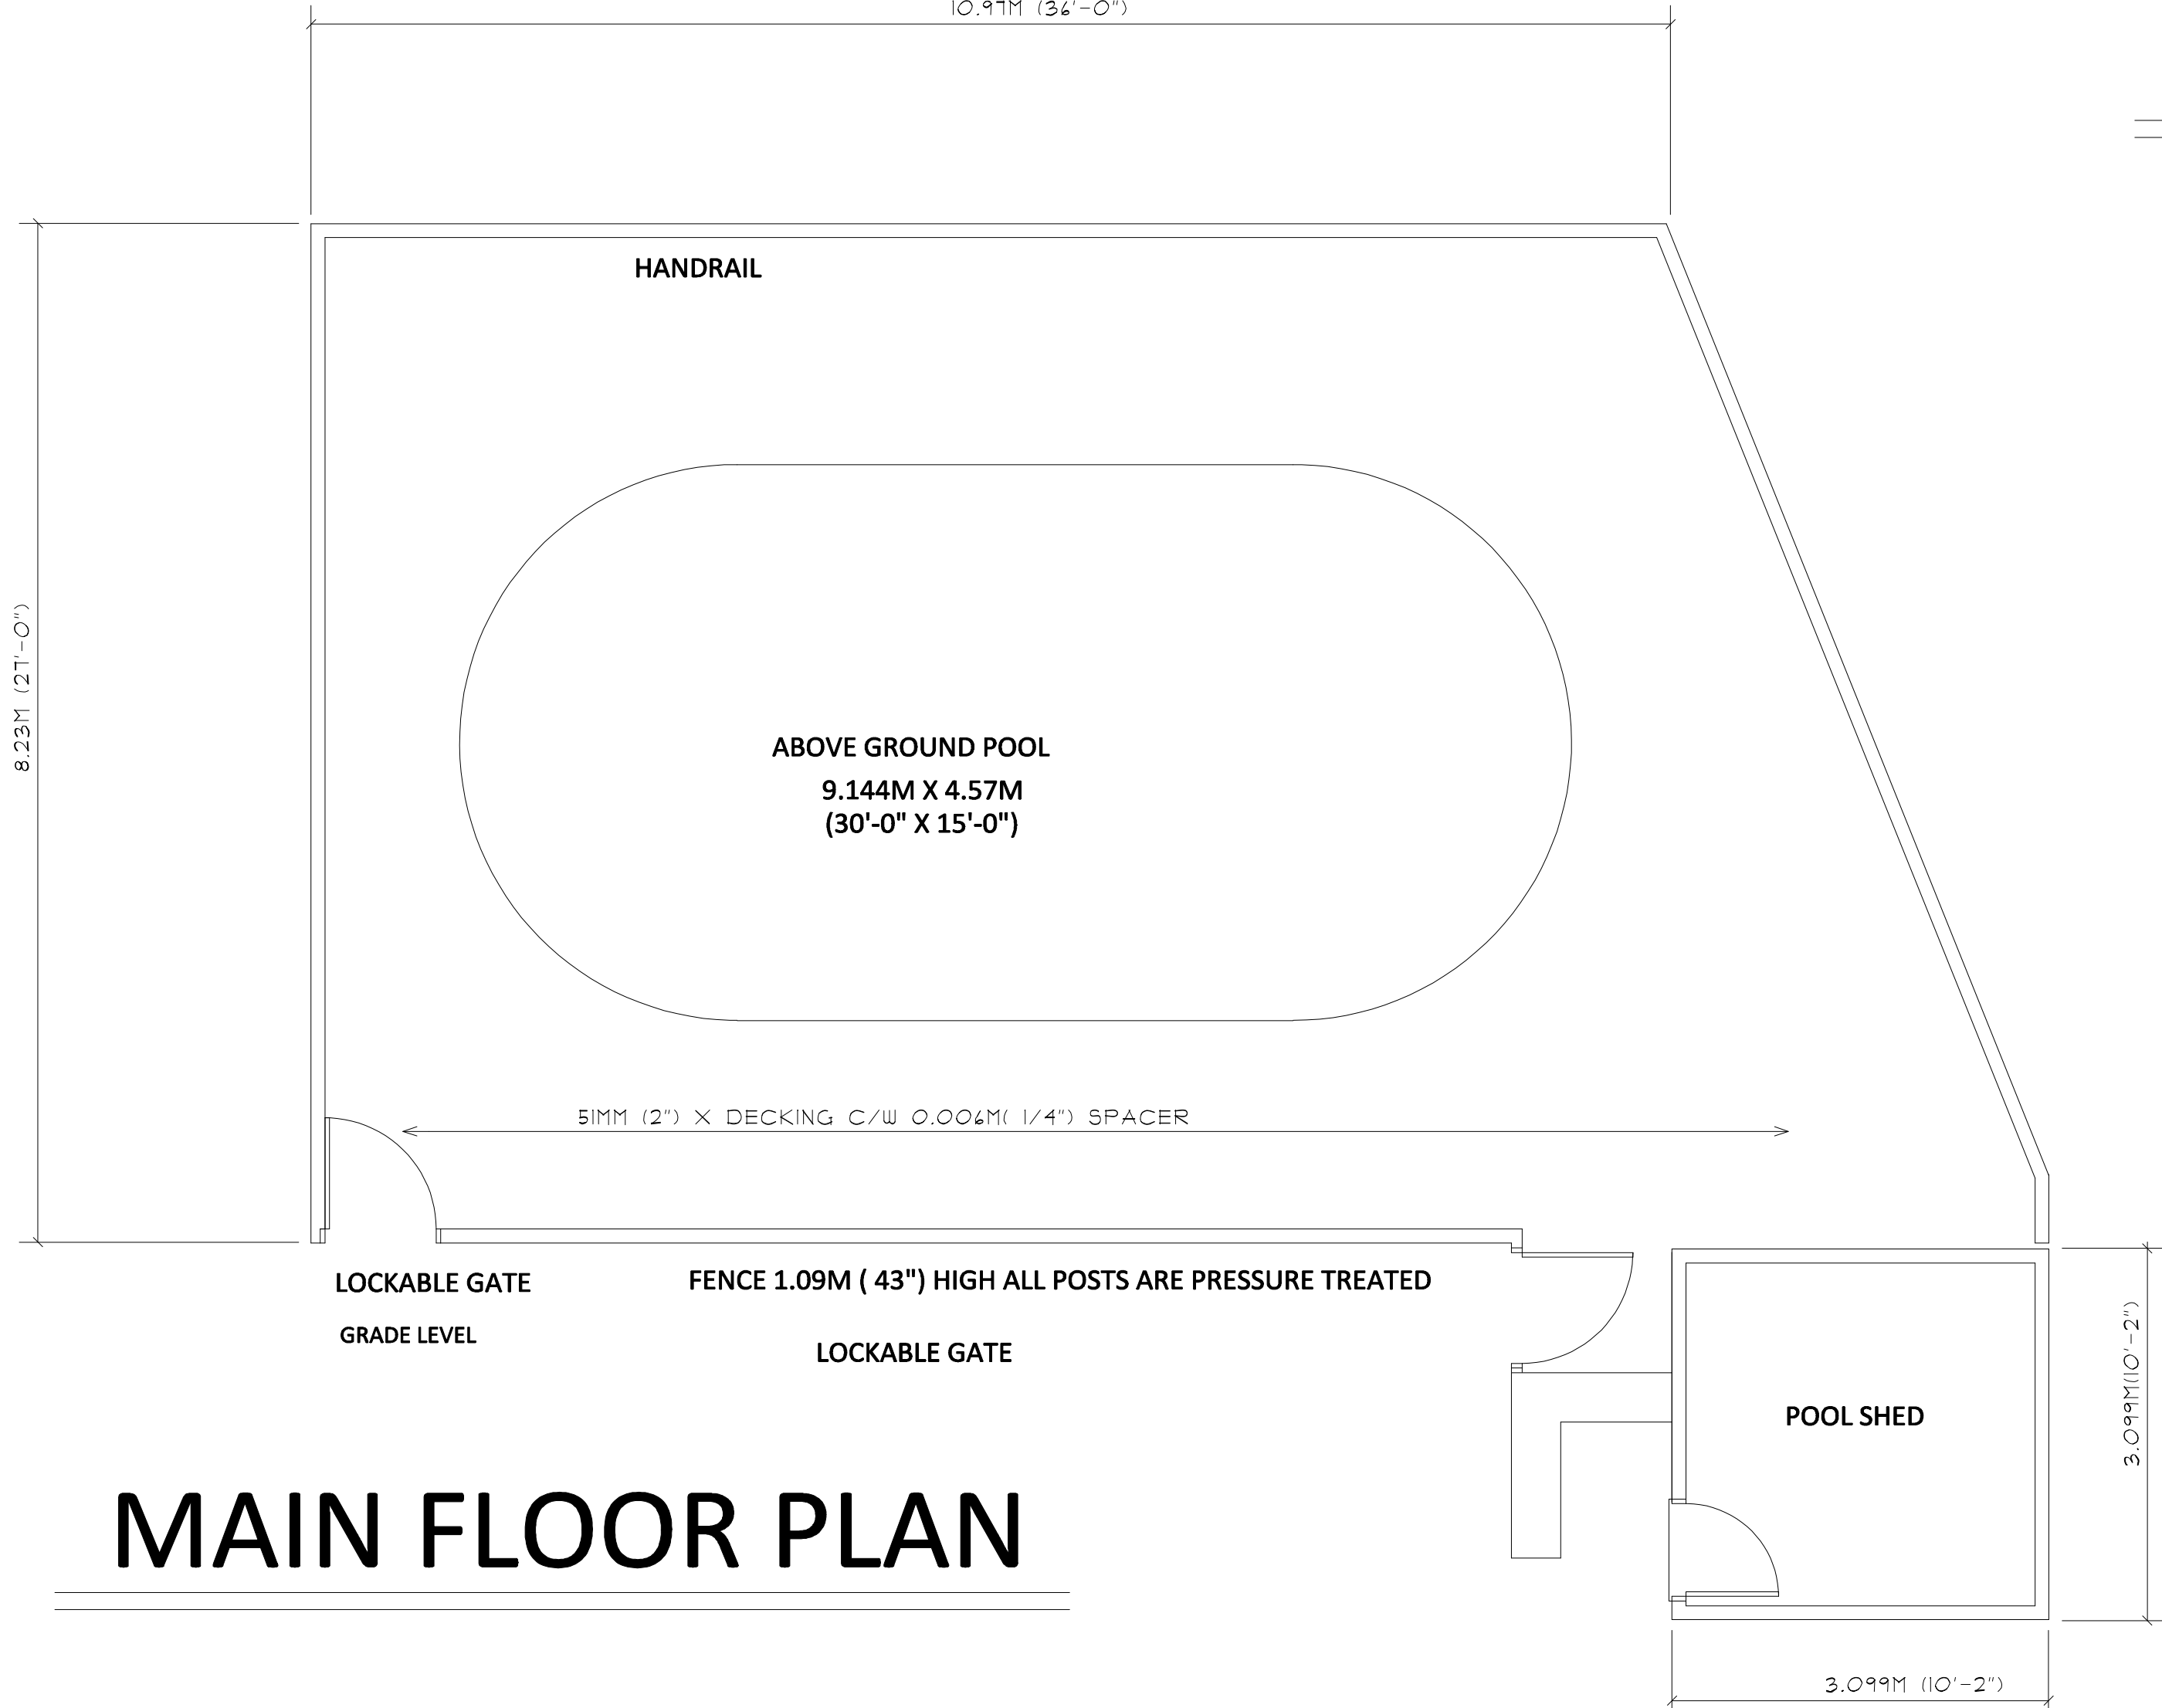 10.97M (36'-0")
HANDRAIL
8.23M (27'-0")
ABOVE GROUND POOL
9.144M X 4.57M
(30'-0" X 15'-0")
51MM (2") X DECKING C/W 0.006M( 1/4") SPACER
LOCKABLE GATE
FENCE 1.09M ( 43") HIGH ALL POSTS ARE PRESSURE TREATED
GRADE LEVEL
LOCKABLE GATE
3.099M(10'-2")
POOL SHED
MAIN FLOOR PLAN
3.099M (10'-2")